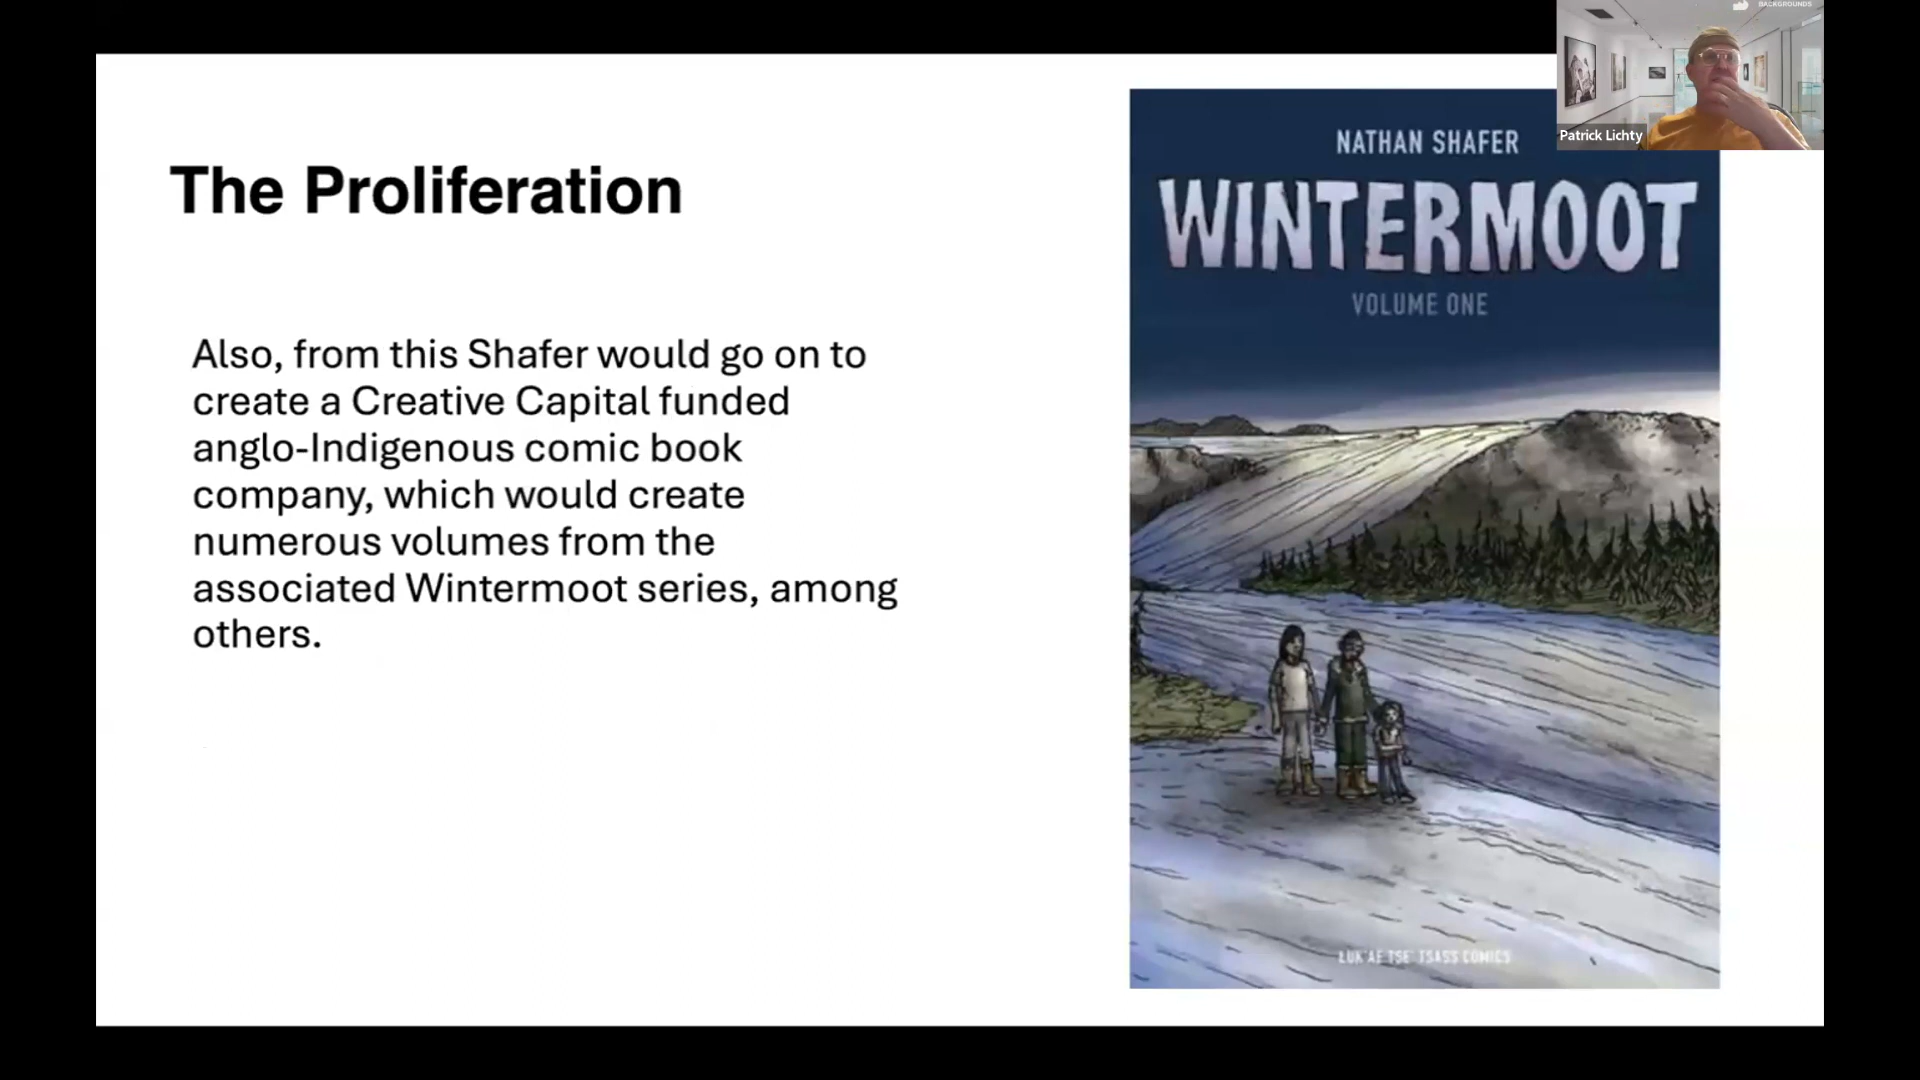 BACKGROUNDS
Patrick Lichty
The Proliferation
Also, from this Shafer would go on to
create a Creative Capital funded
anglo-Indigenous comic book
company, which would create
numerous volumes from the
associated Wintermoot series, among
others.
NATHAN SHAFER
WINTERMOOT
VOLUME ONE
ŁUK'AE TSE' TSASS COMICS